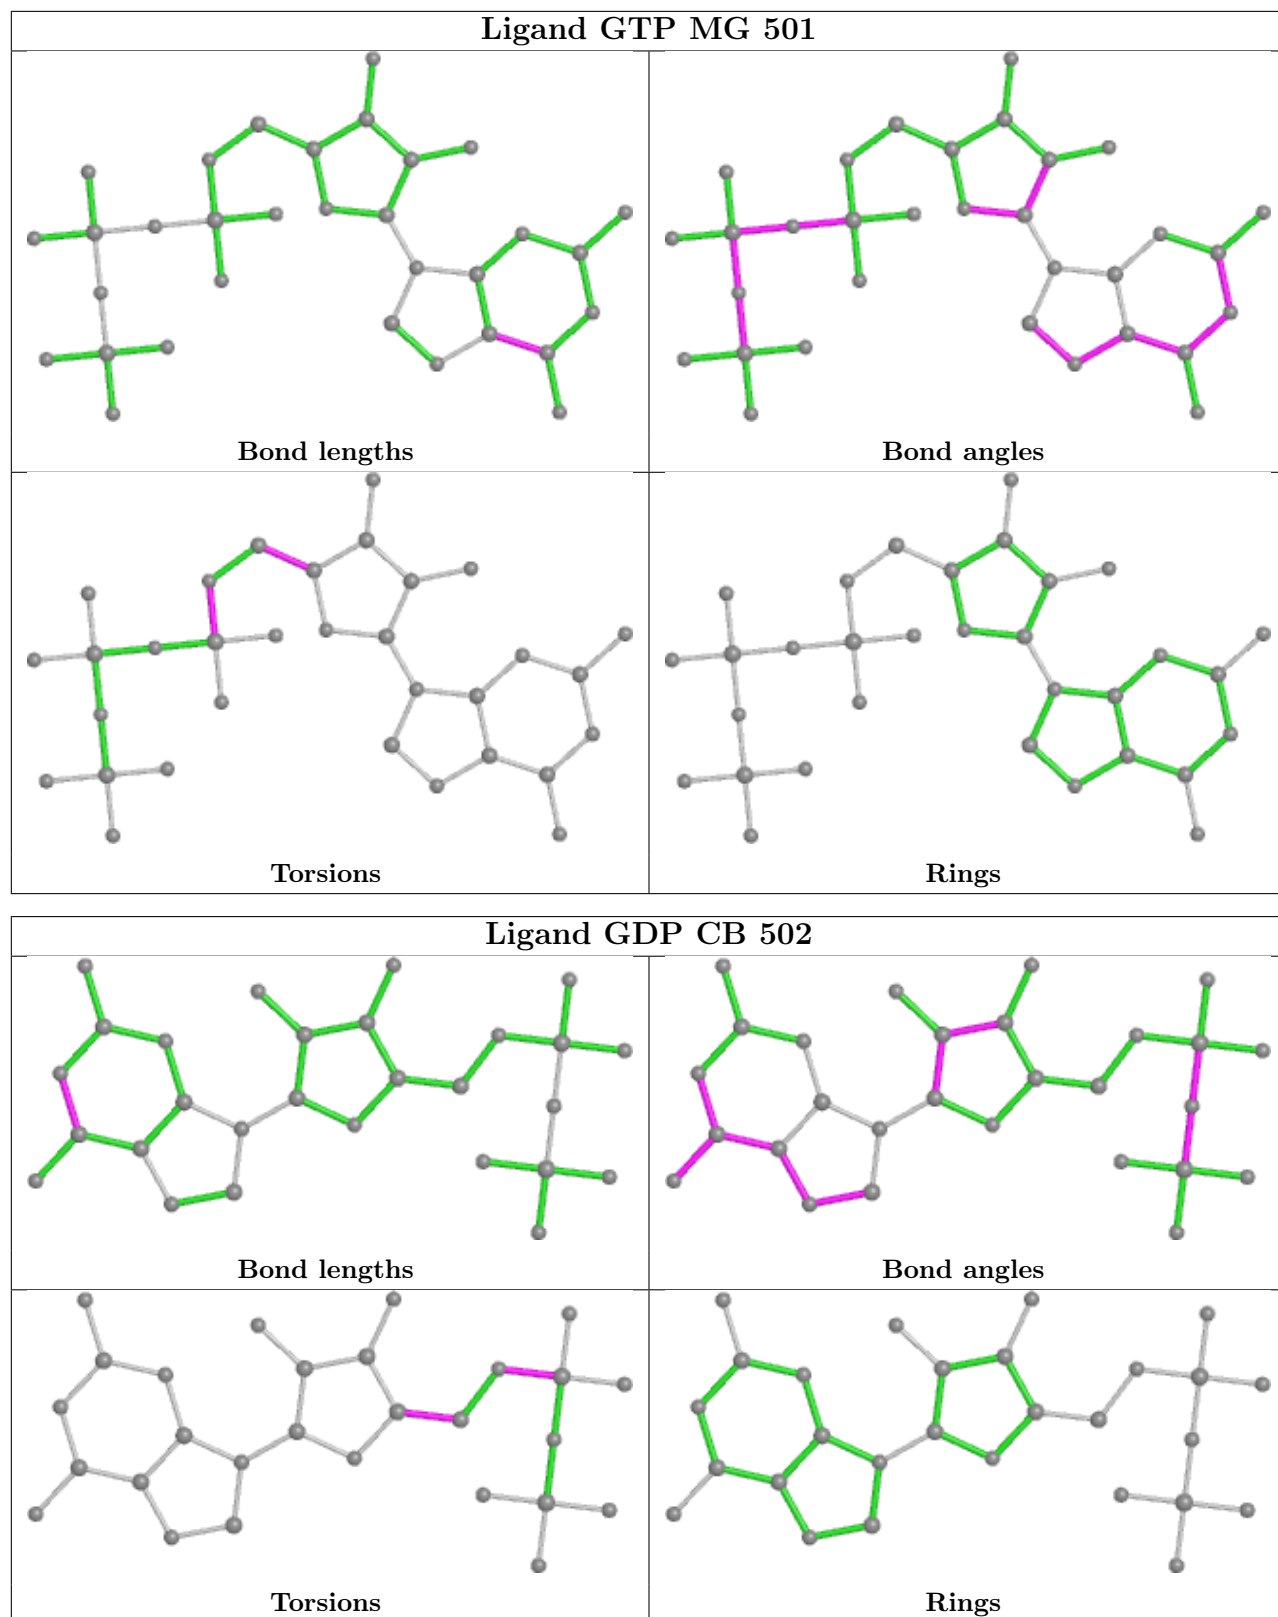 Ligand GTP MG 501
Bond lengths
Bond angles
Torsions
Rings
Ligand GDP CB 502
Bond lengths
Bond angles
Torsions
Rings